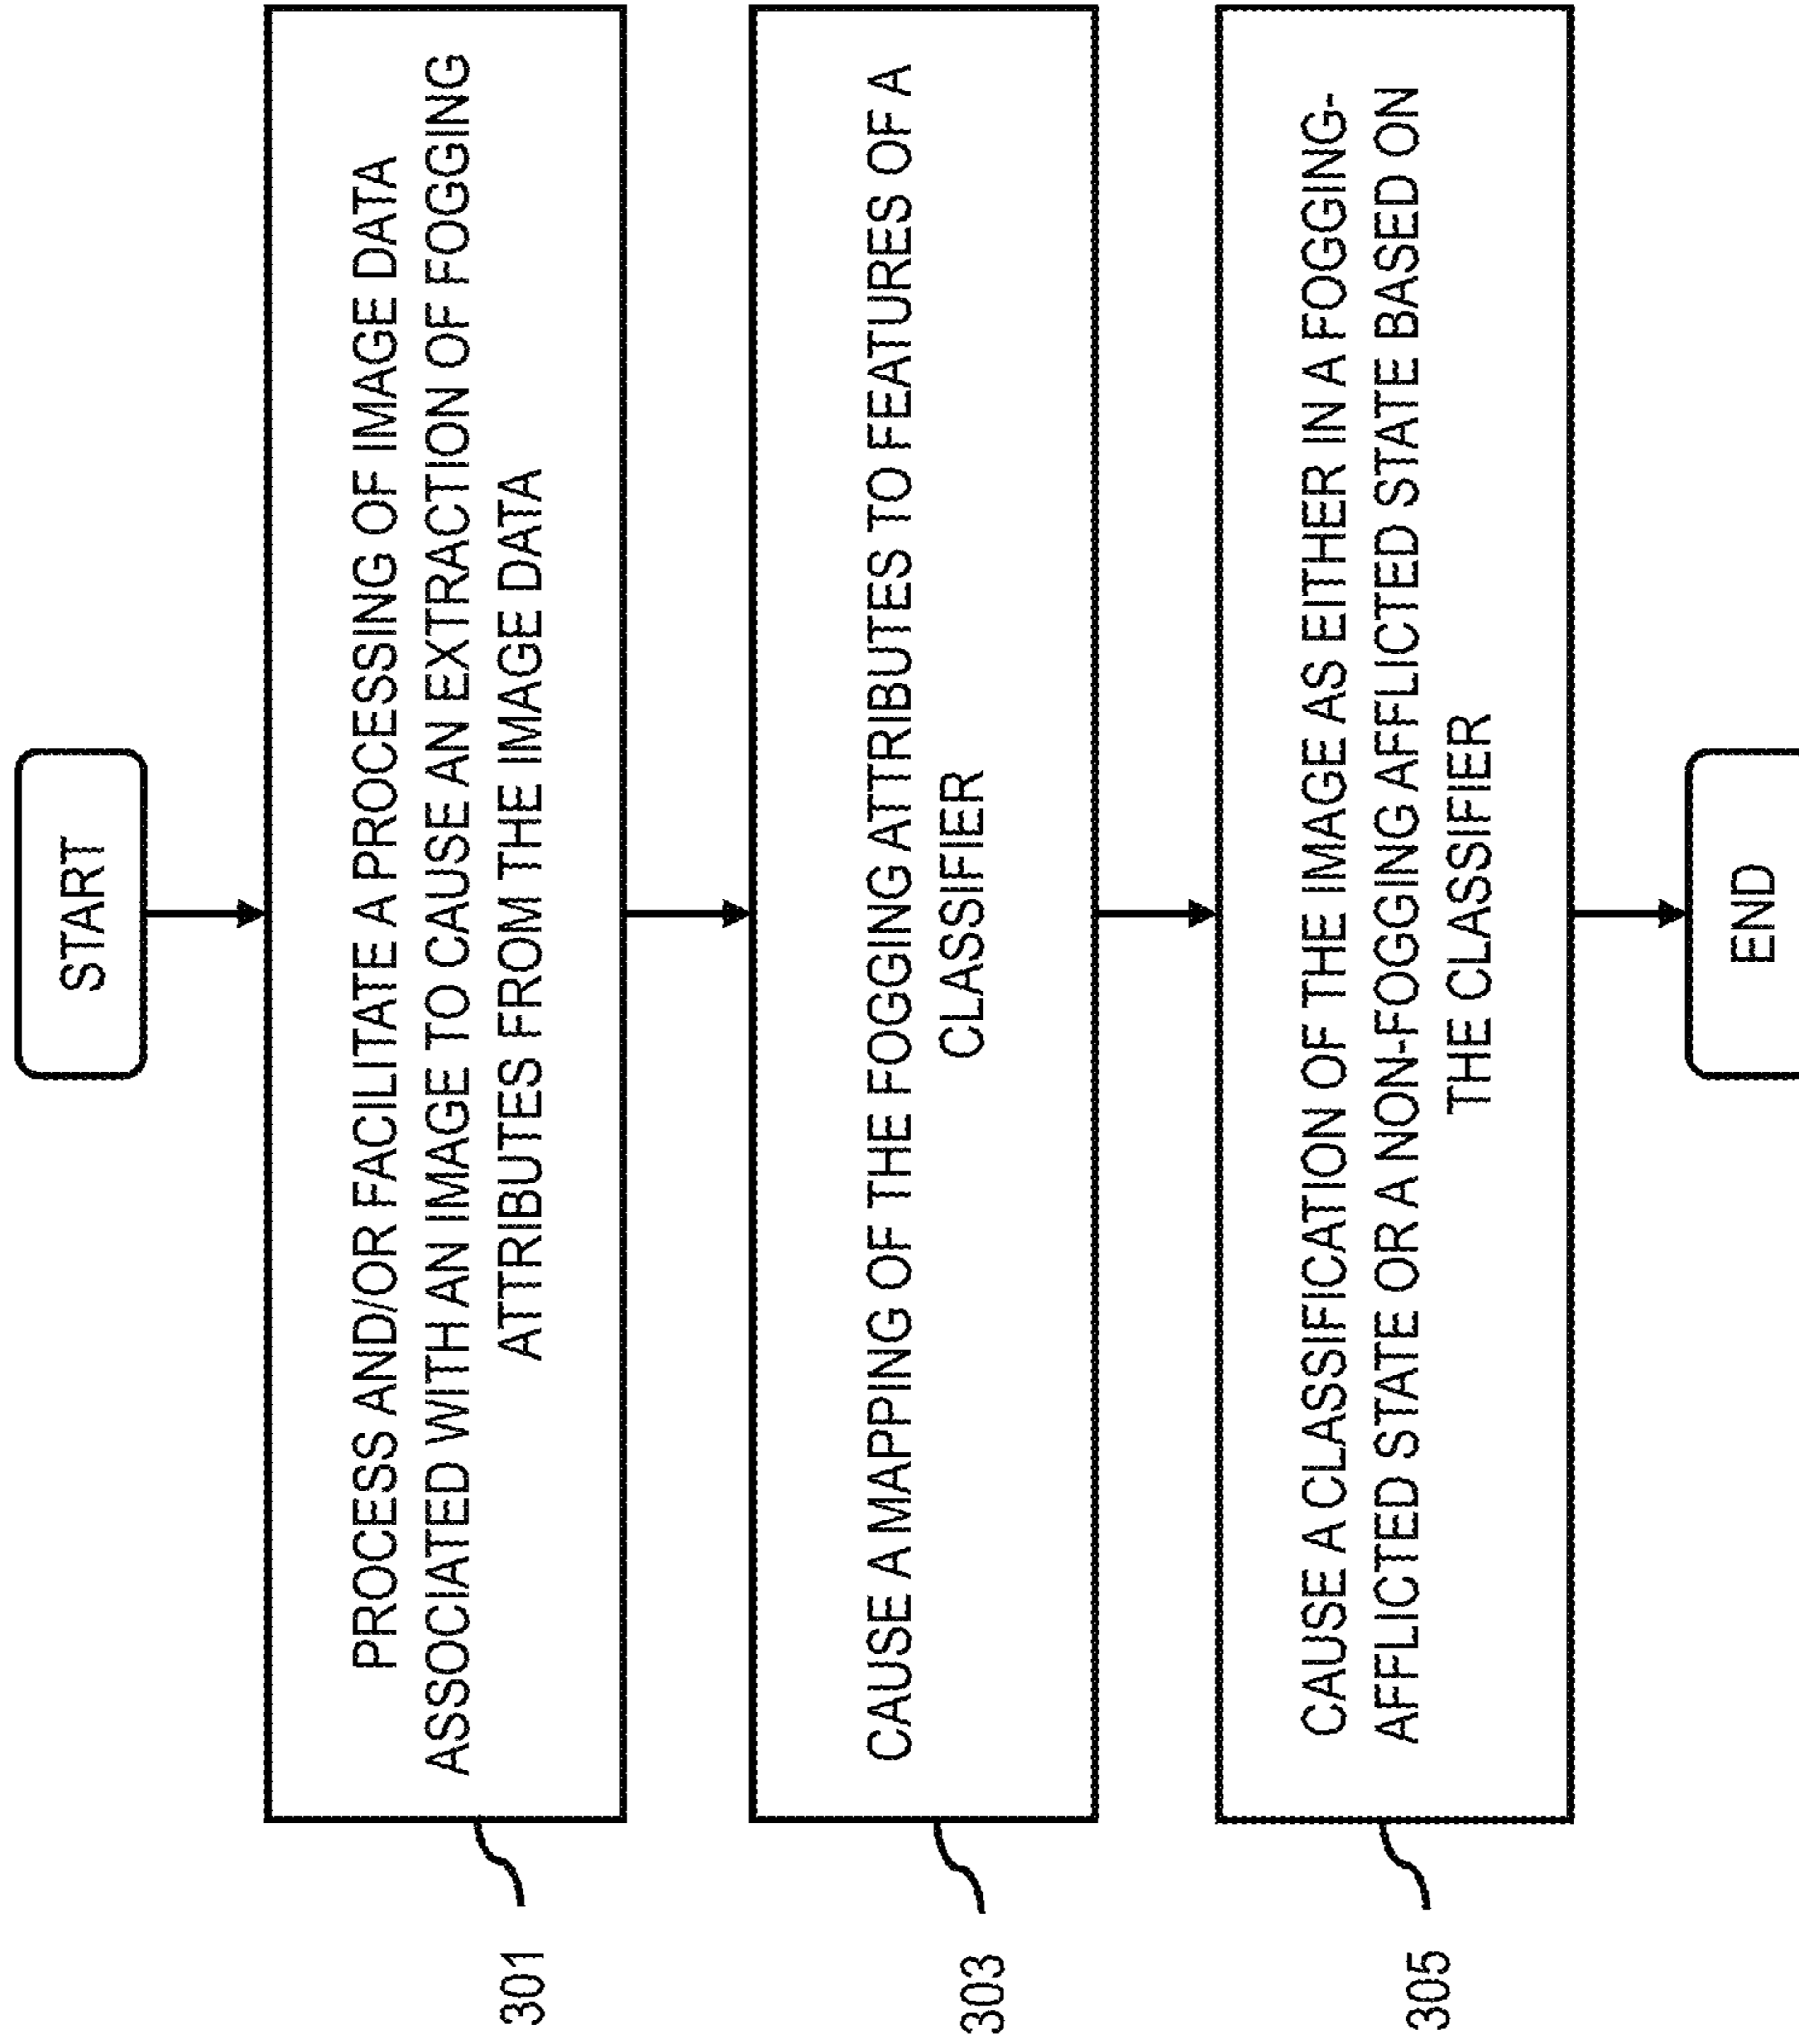 START
PROCESS AND/OR FACILITATE A PROCESSING OF IMAGE DATA
ASSOCIATED WITH AN IMAGE TO CAUSE AN EXTRACTION OF FOGGING
ATTRIBUTES FROM THE IMAGE DATA
301
CAUSE A MAPPING OF THE FOGGING ATTRIBUTES TO FEATURES OF A
CLASSIFIER
303
CAUSE A CLASSIFICATION OF THE IMAGE AS EITHER IN A FOGGING-
AFFLICTED STATE OR A NON-FOGGING AFFLICTED STATE BASED ON
THE CLASSIFIER
305
END